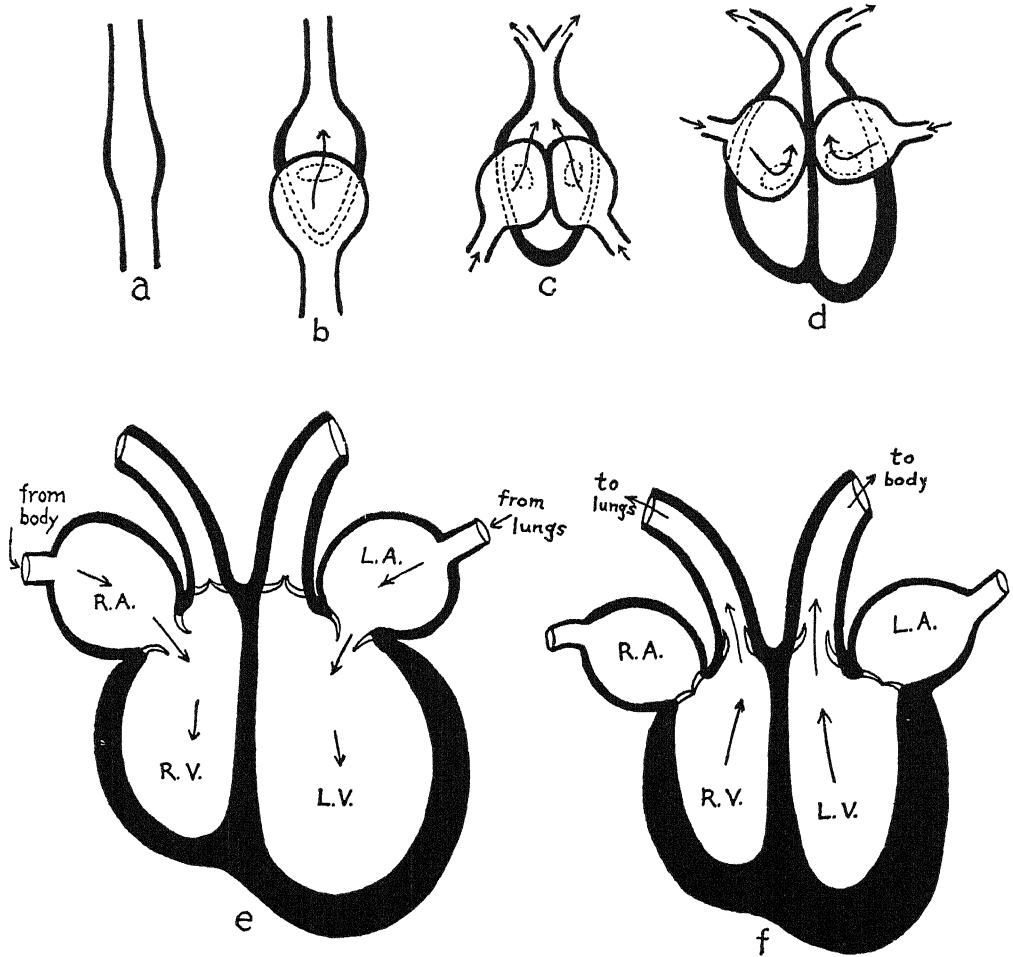 a
b
c
d
from
body
R.A.
L.A.
from
lungs
R.V.
L.V.
e
to
lungs
to
body
R.A.
L.A.
R.V.
L.V.
f